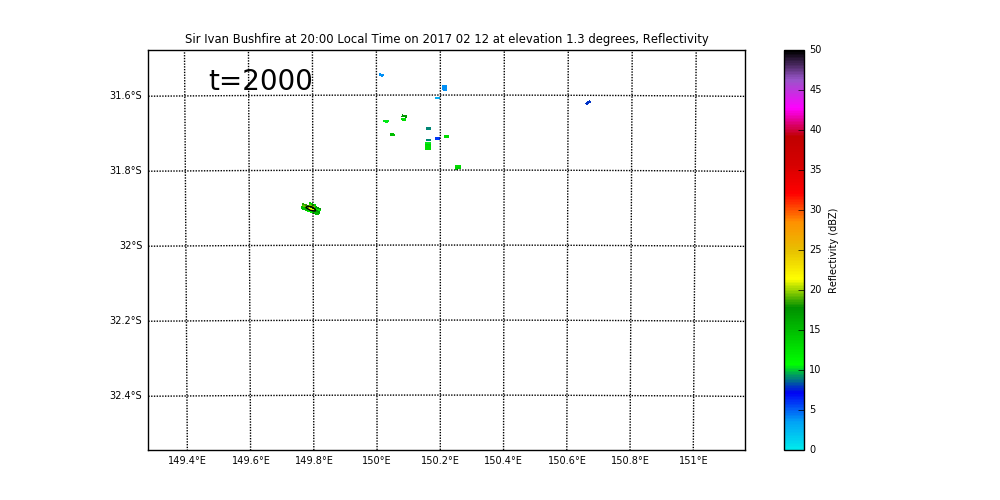 Sir Ivan Bushfire at 20:00 Local Time on 2017 02 12 at elevation 1.3 degrees, Reflectivity
t=2000
31.6°S
31.8°S
32°S
32.2°S
32.4°S
149.4°E 149.6°E 149.8°E 150°E 150.2°E 150.4°E 150.6°E 150.8°E 151°E
50
45
40
35
30
25
20
15
10
5
0
Reflectivity (dBZ)